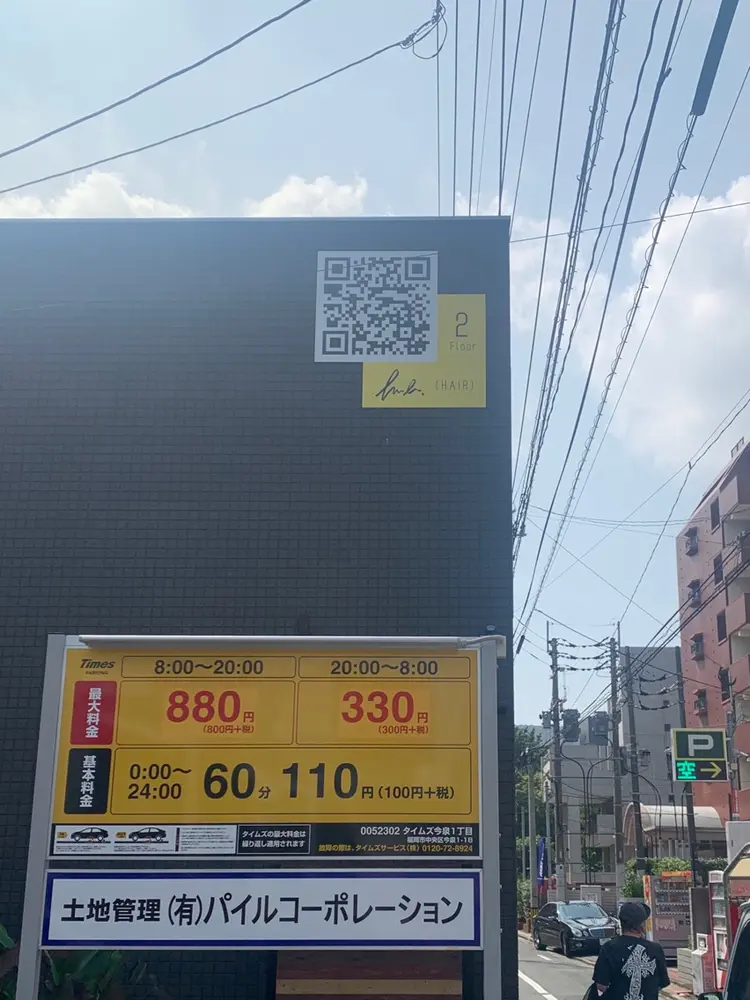 2
Floor
(HAiR)
Times
PARKING
8:00～20:00
20:00～8:00
最大料金
880円
(800円+税)
330円
(300円+税)
基本料金
0:00～
24:00
60分 110円(100円+税)
タイムズの最大料金は
繰り返し適用されます
0052302 タイムズ今泉1丁目
福岡市中央区今泉1-1
故障の際は、タイムズサービス(株) 0120-72-8924
土地管理(有)パイルコーポレーション
P
空→